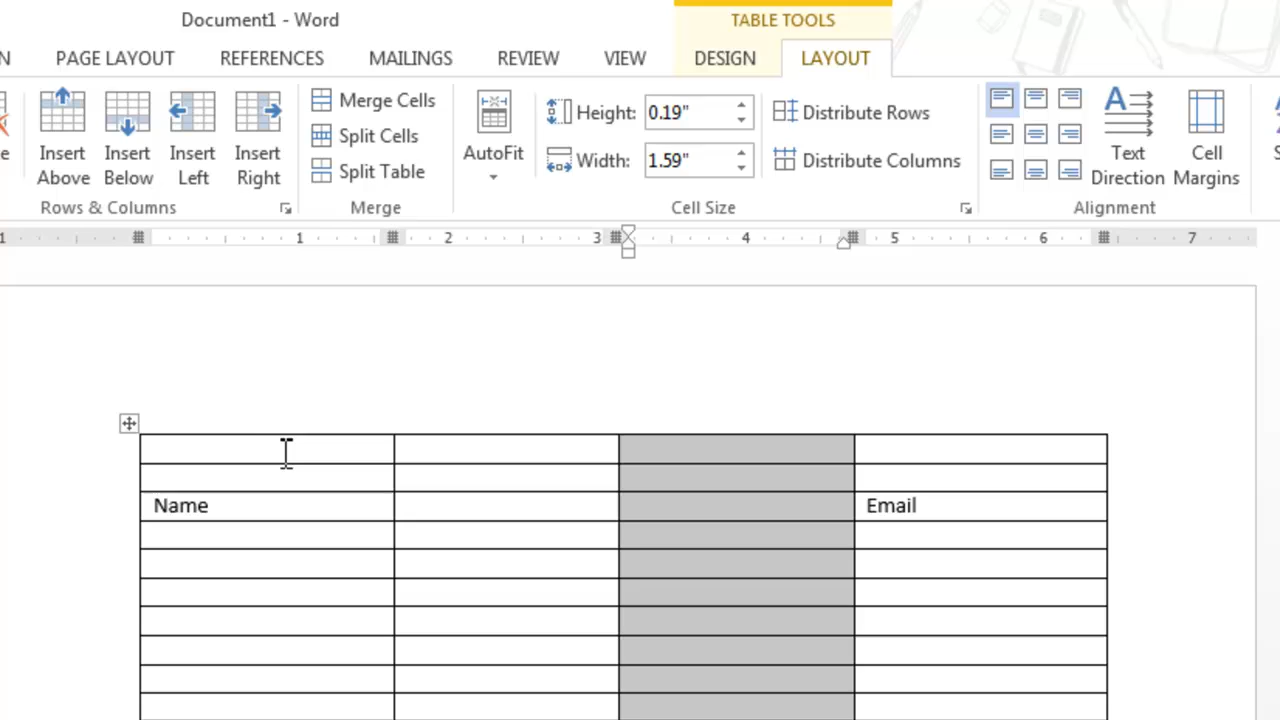 Document1 - Word
TABLE TOOLS
PAGE LAYOUT REFERENCES MAILINGS REVIEW VIEW DESIGN LAYOUT
Merge Cells
Split Cells
Split Table
Insert Above
Insert Below
Insert Left
Insert Right
AutoFit
Height: 0.19"
Width: 1.59"
Distribute Rows
Distribute Columns
Text Direction
Cell Margins
Rows & Columns Merge Cell Size Alignment
1 1 2 3 4 5 6 7
Name Email